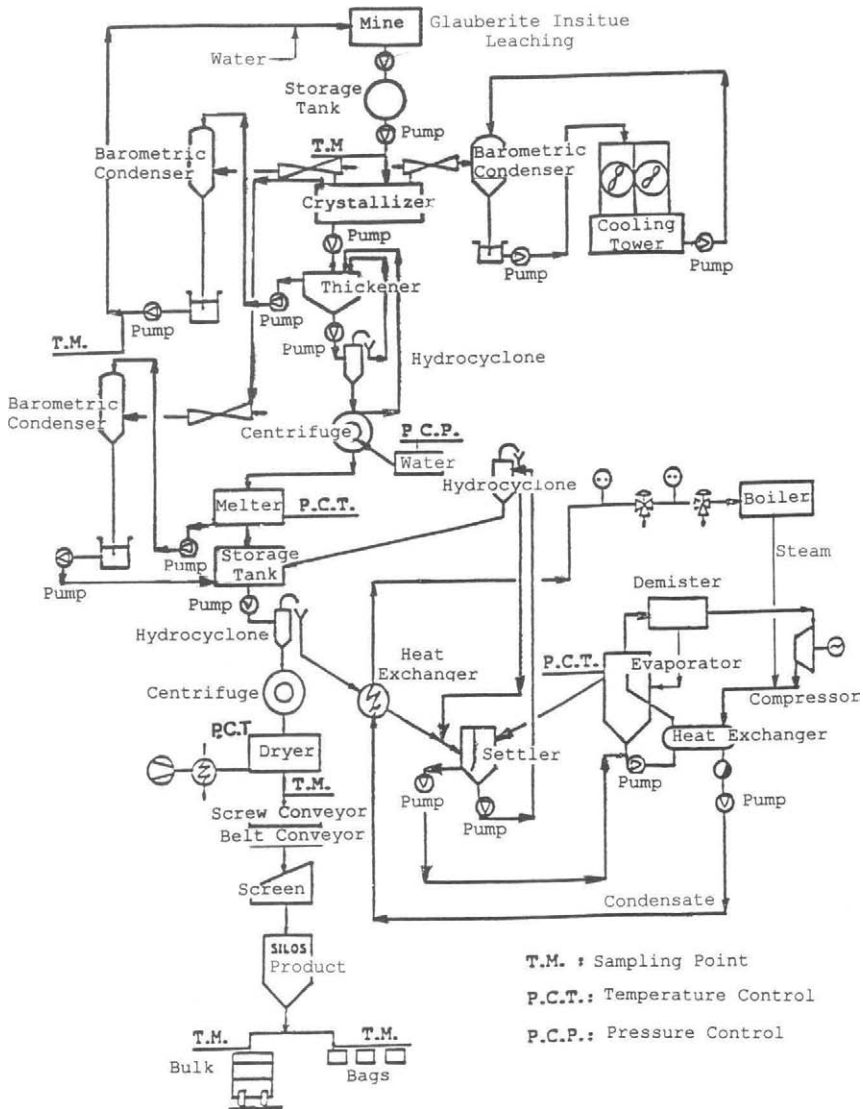 Mine
Glauberite Insitue
Leaching
Water
Storage
Tank
Pump
T.M
Barometric
Condenser
Barometric
Condenser
Crystallizer
Cooling
Tower
Pump
Pump
Pump
Thickener
Pump
Pump
T.M.
Pump
Hydrocyclone
Barometric
Condenser
Centrifuge
P C.P.
Water
Hydrocyclone
Melter
P.C.T.
Boiler
Storage
Tank
Pump
Steam
Pump
Pump
Demister
Hydrocyclone
Heat
Exchanger
P.C.T.
Evaporator
Centrifuge
Compressor
P.C.T
Dryer
Settler
Heat Exchanger
T.M.
Pump
Pump
Pump
Pump
Screw Conveyor
Belt Conveyor
Screen
Condensate
SILOS
Product
T.M. : Sampling Point
P.C.T.: Temperature Control
P.C.P.: Pressure Control
T.M.
T.M.
Bulk
Bags